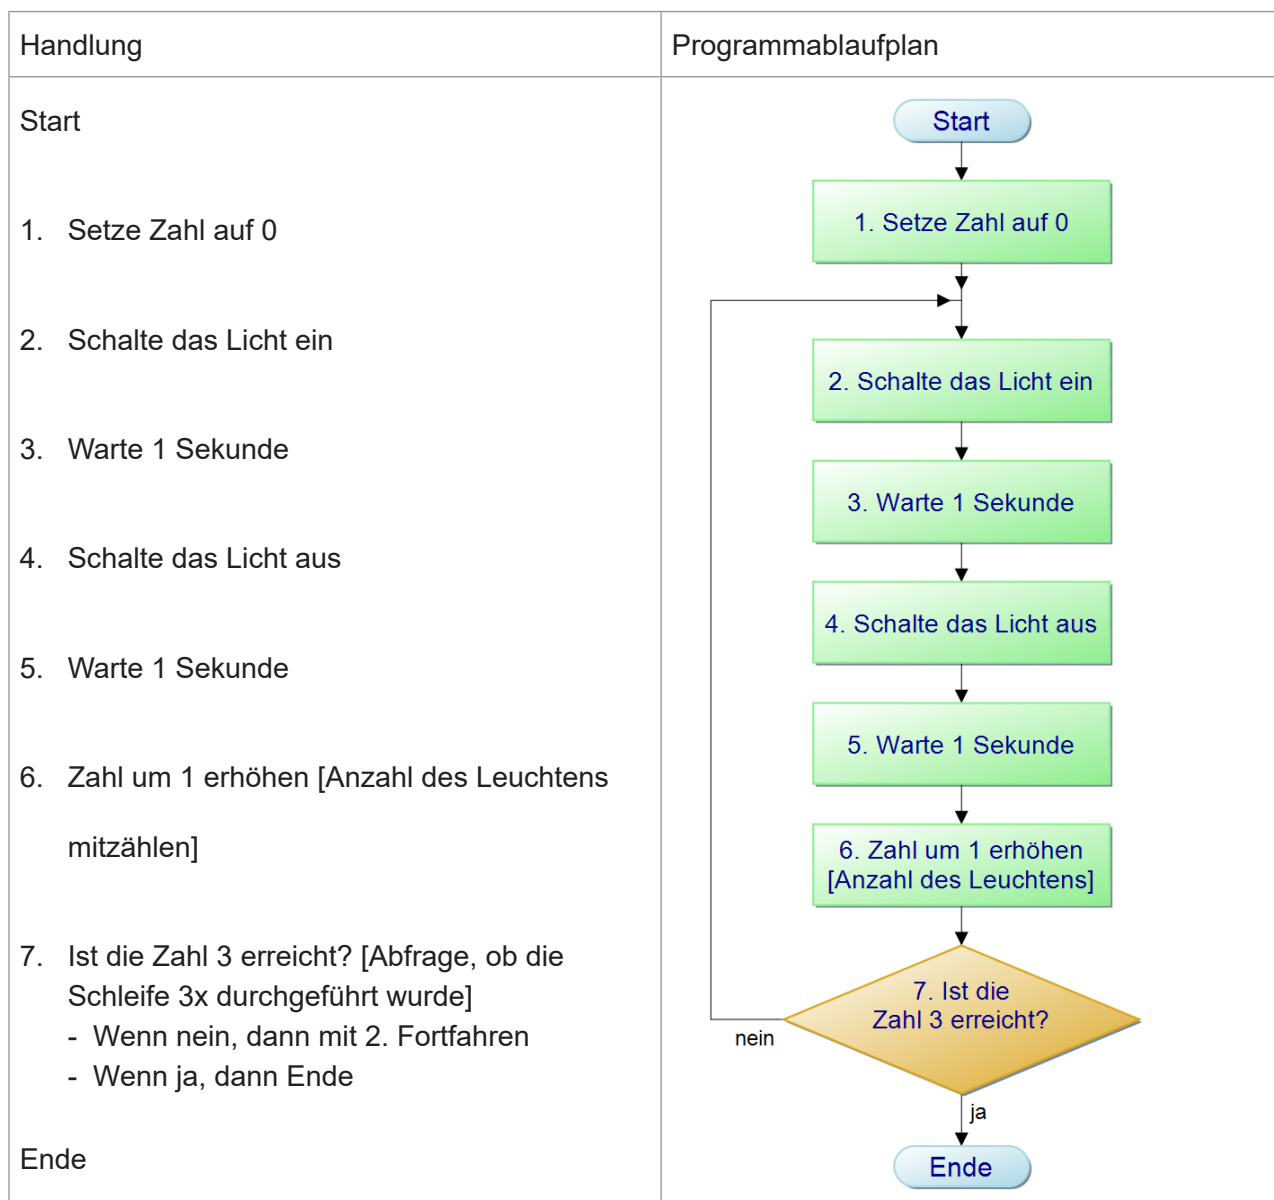 Handlung
Programmablaufplan
Start
1. Setze Zahl auf 0
2. Schalte das Licht ein
3. Warte 1 Sekunde
4. Schalte das Licht aus
5. Warte 1 Sekunde
6. Zahl um 1 erhöhen [Anzahl des Leuchtens
mitzählen]
7. Ist die Zahl 3 erreicht? [Abfrage, ob die
Schleife 3x durchgeführt wurde]
- Wenn nein, dann mit 2. Fortfahren
- Wenn ja, dann Ende
Ende
Start
1. Setze Zahl auf 0
2. Schalte das Licht ein
3. Warte 1 Sekunde
4. Schalte das Licht aus
5. Warte 1 Sekunde
6. Zahl um 1 erhöhen
[Anzahl des Leuchtens]
7. Ist die
Zahl 3 erreicht?
nein
ja
Ende